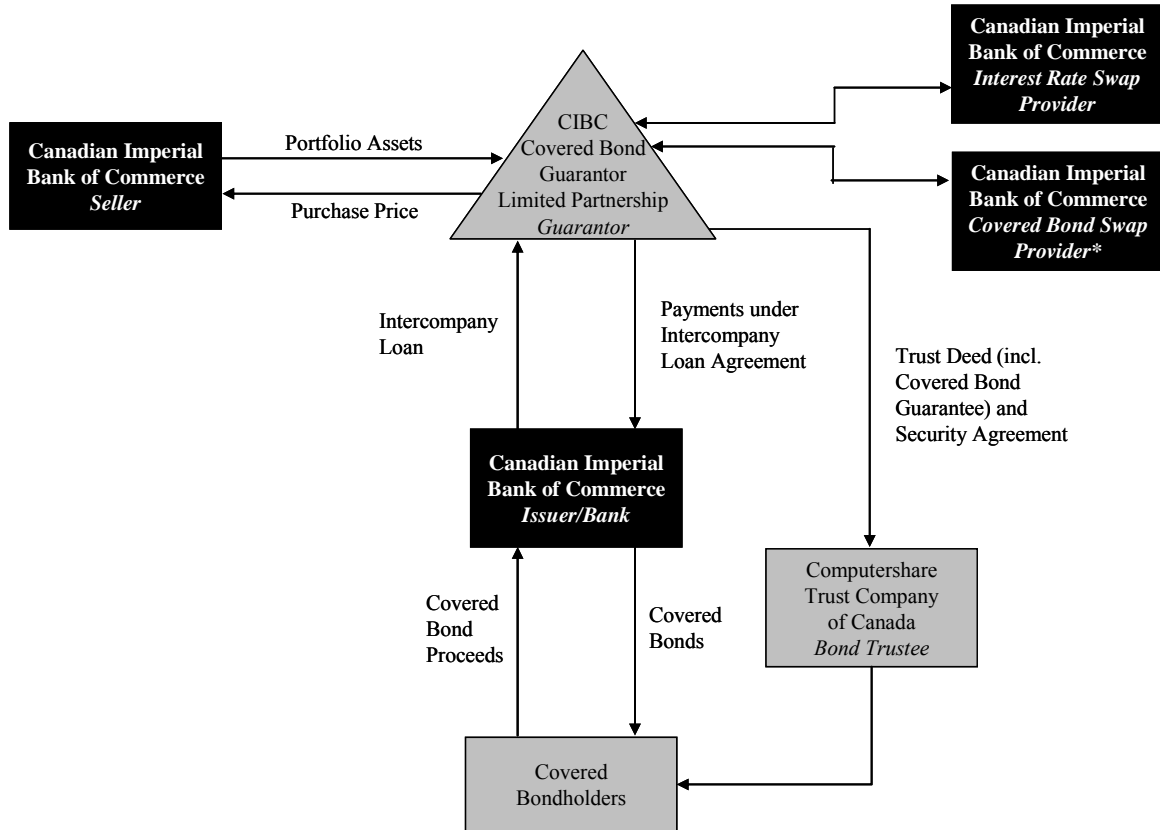 Canadian Imperial
Bank of Commerce
Interest Rate Swap
Provider
CIBC
Covered Bond
Guarantor
Limited Partnership
Guarantor
Canadian Imperial
Bank of Commerce
Seller
Portfolio Assets
Purchase Price
Canadian Imperial
Bank of Commerce
Covered Bond Swap
Provider*
Intercompany
Loan
Payments under
Intercompany
Loan Agreement
Trust Deed (incl.
Covered Bond
Guarantee) and
Security Agreement
Canadian Imperial
Bank of Commerce
Issuer/Bank
Covered
Bond
Proceeds
Covered
Bonds
Computershare
Trust Company
of Canada
Bond Trustee
Covered
Bondholders